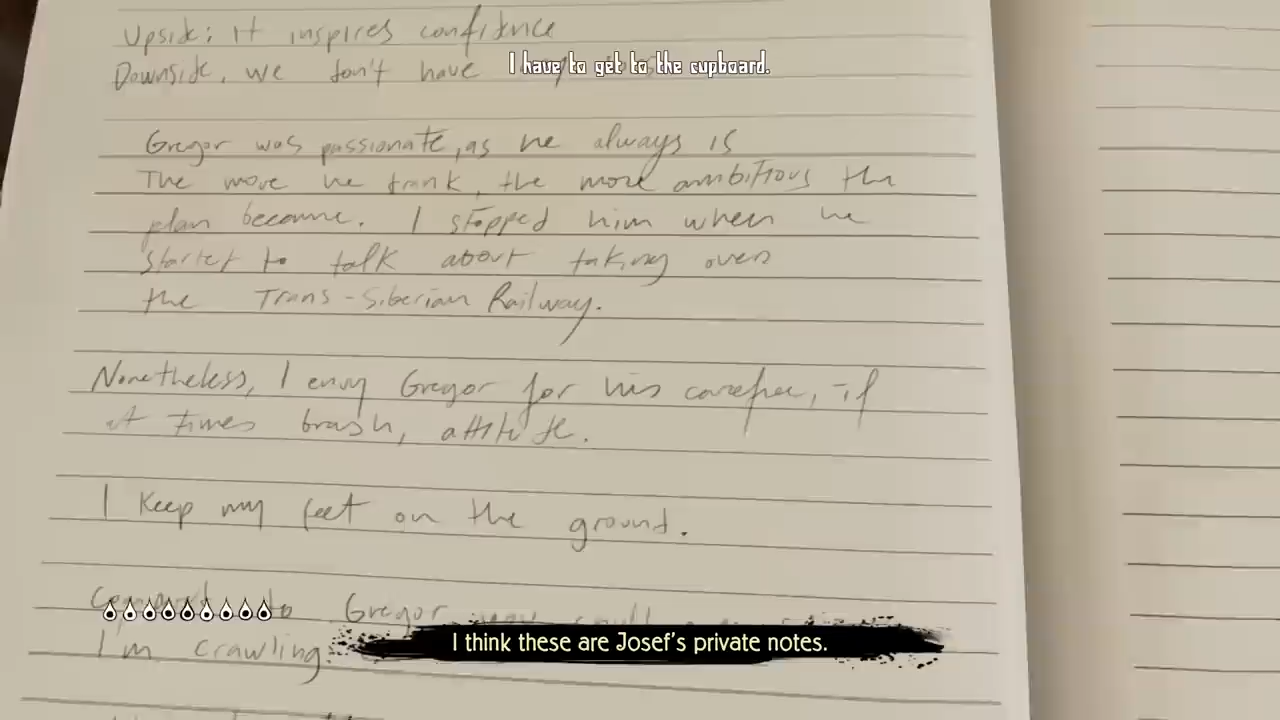 Upside: It inspires confidence
I have to get to the cupboard.
Downside, we don't have
Gregor was passionate, as he always is
The more he drank, the more ambitious the
plan became. I stopped him when he
started to talk about taking over
the Trans-Siberian Railway.
Nonetheless, I envy Gregor for his carefree, if
at times brash, attitude.
I keep my feet on the ground.
Compared to Gregor
I'm crawling.
I think these are Josef's private notes.